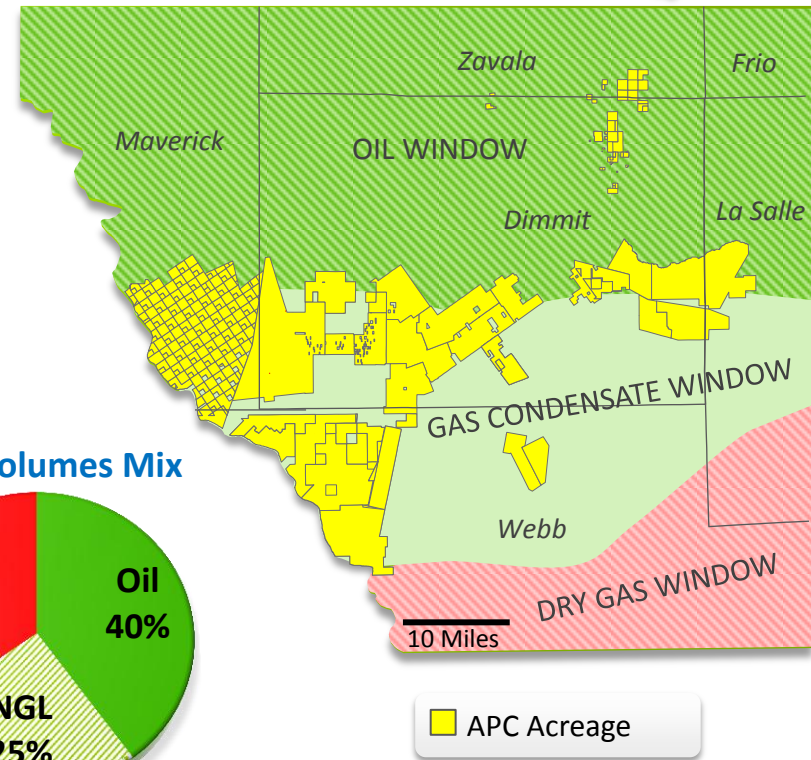 Zavala
Frio
Maverick
OIL WINDOW
Dimmit
La Salle
GAS CONDENSATE WINDOW
Webb
DRY GAS WINDOW
10 Miles
olumes Mix
Oil
40%
NGL
25%
APC Acreage